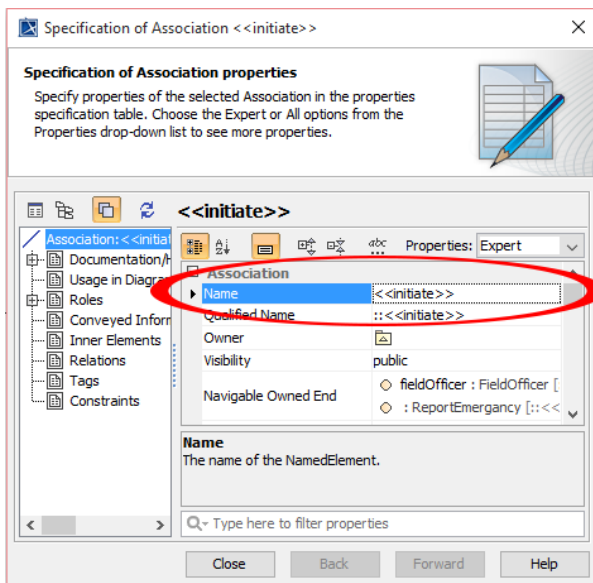 Specification of Association <<initiate>>
Specification of Association properties
Specify properties of the selected Association in the properties
specification table. Choose the Expert or All options from the
Properties drop-down list to see more properties.
<<initiate>>
Association:<<initiat
Documentation/H
Usage in Diagra
Roles
Conveyed Inforr
Inner Elements
Relations
Tags
Constraints
Properties: Expert
Association
Name <<initiate>>
Qualified Name ::<<initiate>>
Owner
Visibility public
Navigable Owned End fieldOfficer : FieldOfficer [
: ReportEmergancy [::<<
Name
The name of the NamedElement.
Type here to filter properties
Close Back Forward Help